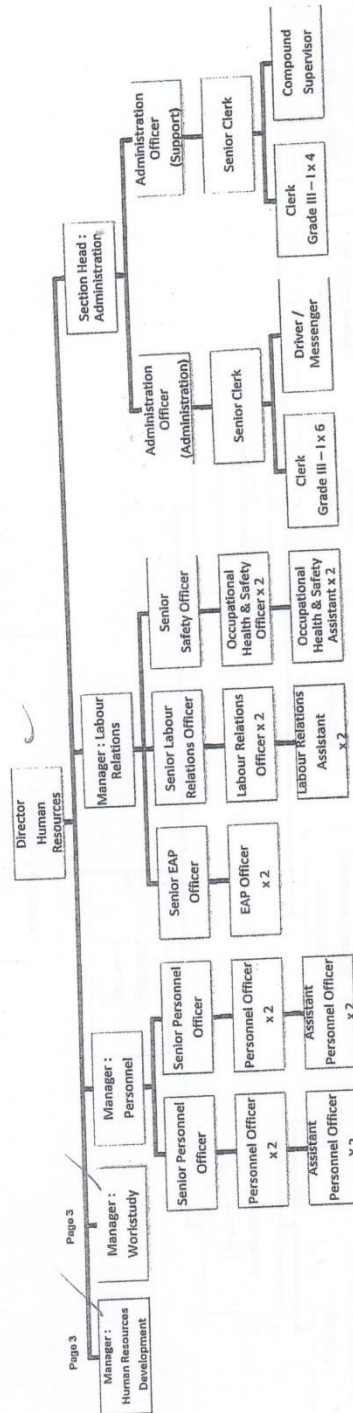 Director
Human
Resources
Page 3
Manager :
Human Resources
Development
Page 3
Manager :
Workstudy
Manager :
Personnel
Senior Personnel
Officer
Personnel Officer
x 2
Assistant
Personnel Officer
x 2
Senior Personnel
Officer
Personnel Officer
x 2
Assistant
Personnel Officer
x 2
Manager : Labour
Relations
Senior EAP
Officer
EAP Officer
x 2
Senior Labour
Relations Officer
Labour Relations
Officer x 2
Labour Relations
Assistant
x 2
Senior
Safety Officer
Occupational
Health & Safety
Officer x 2
Occupational
Health & Safety
Assistant x 2
Section Head :
Administration
Administration
Officer
(Administration)
Senior Clerk
Clerk
Grade III – I x 6
Driver /
Messenger
Administration
Officer
(Support)
Senior Clerk
Clerk
Grade III – I x 4
Compound
Supervisor